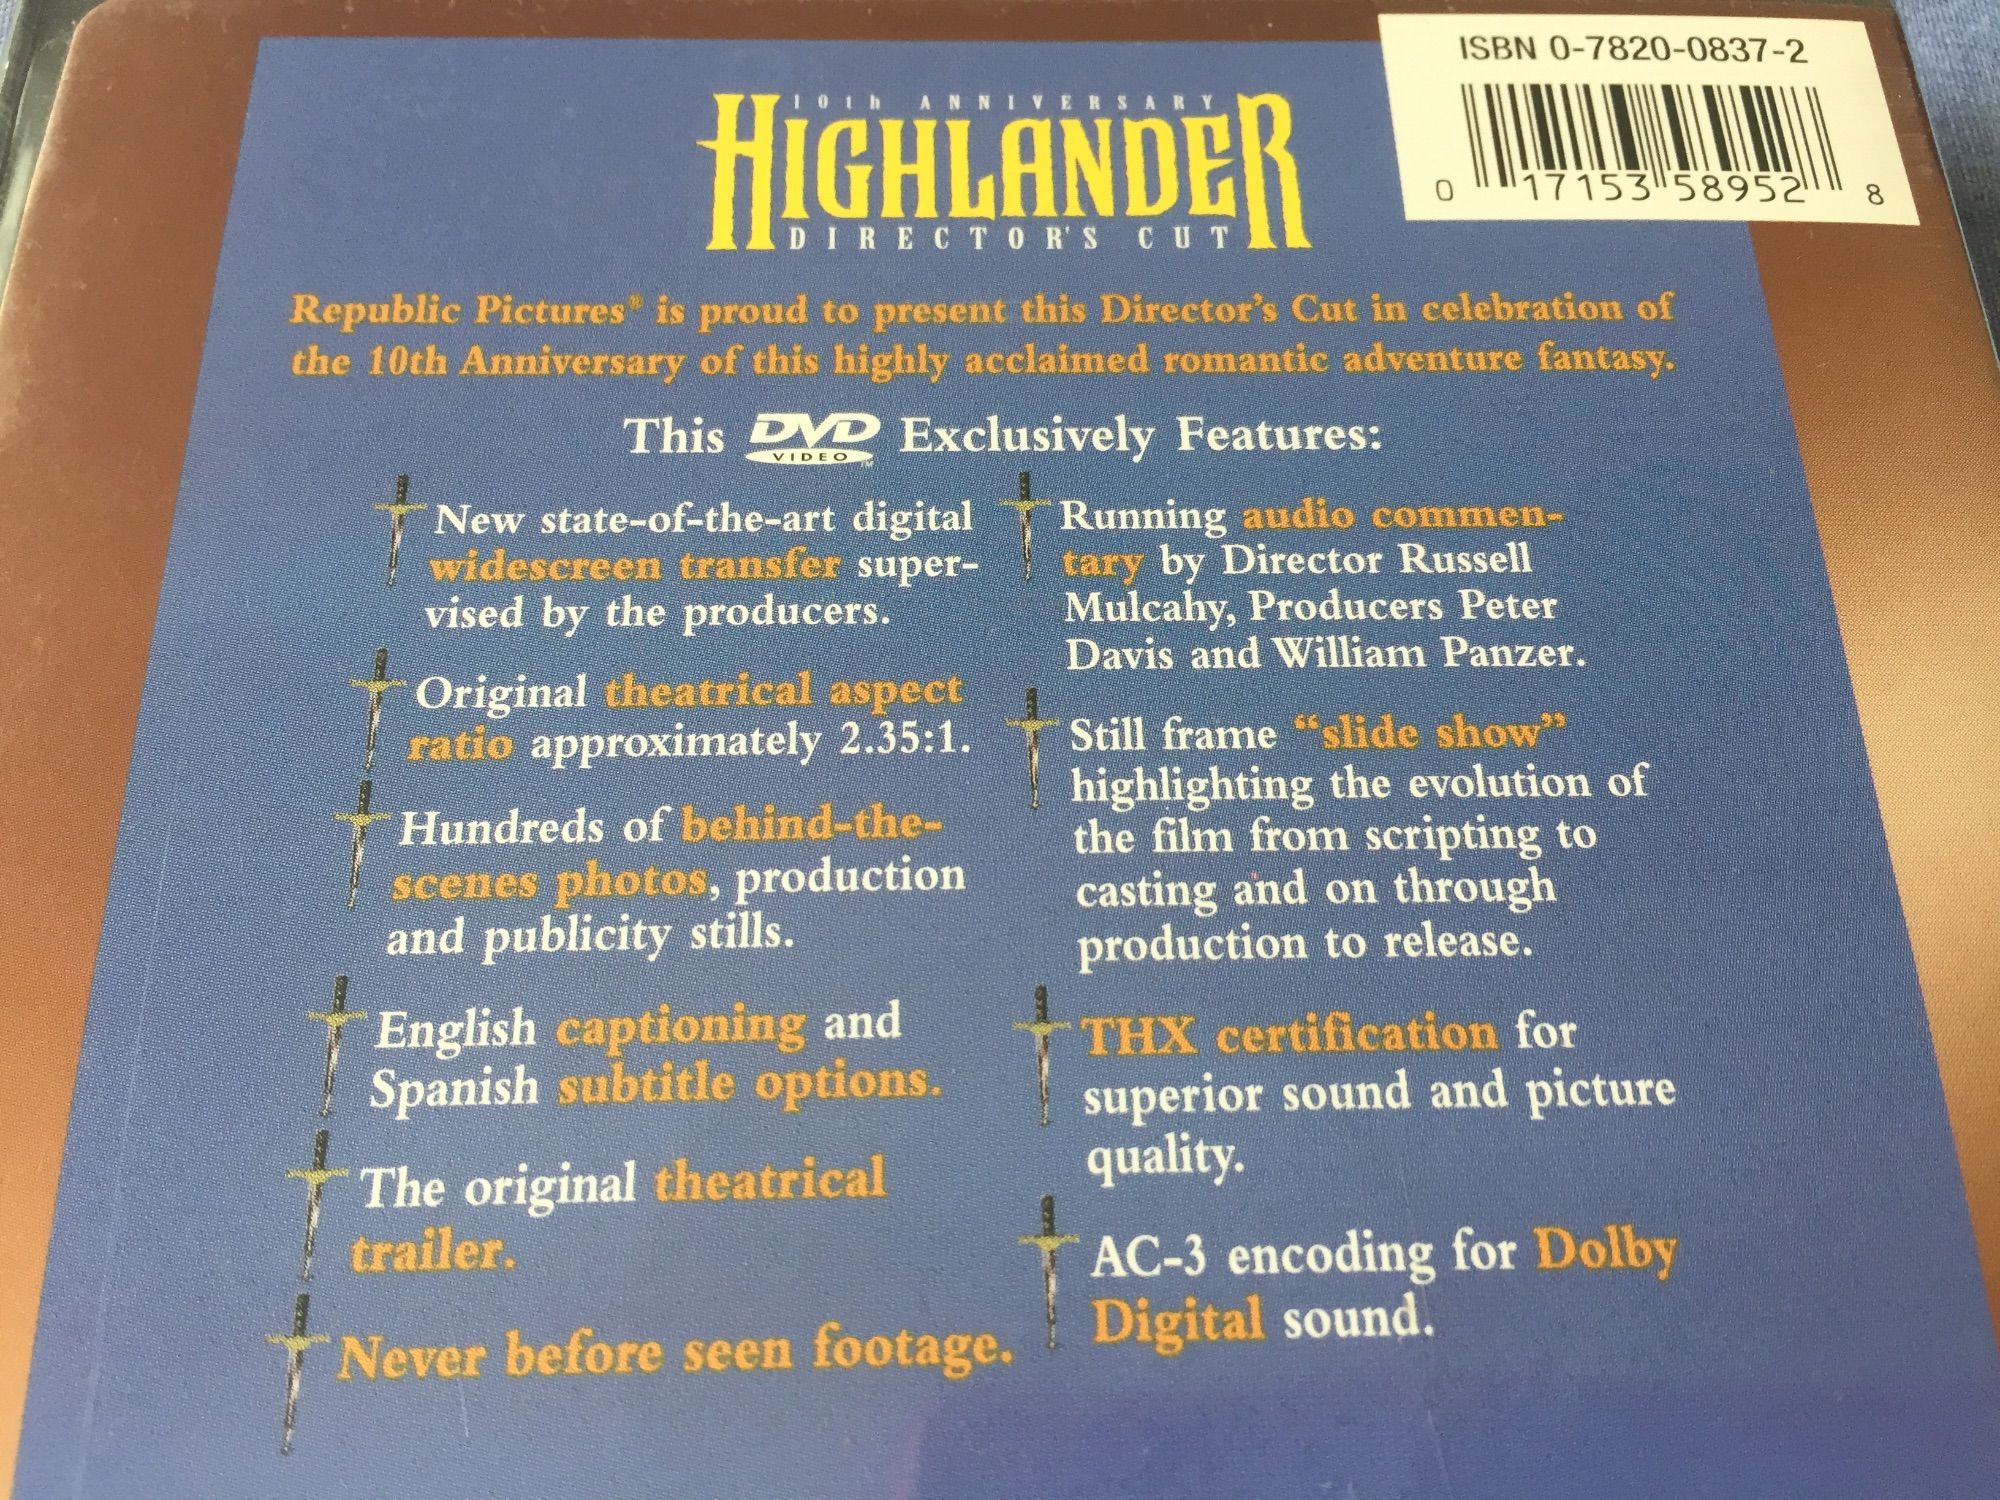 ISBN 0-7820-0837-2
0 17153 58952 8
10th ANNIVERSARY
HIGHLANDER
DIRECTOR'S CUT
Republic Pictures® is proud to present this Director's Cut in celebration of
the 10th Anniversary of this highly acclaimed romantic adventure fantasy.
This DVD VIDEO™ Exclusively Features:
New state-of-the-art digital
widescreen transfer super-
vised by the producers.
Original theatrical aspect
ratio approximately 2.35:1.
Hundreds of behind-the-
scenes photos, production
and publicity stills.
English captioning and
Spanish subtitle options.
The original theatrical
trailer.
Never before seen footage.
Running audio commen-
tary by Director Russell
Mulcahy, Producers Peter
Davis and William Panzer.
Still frame “slide show”
highlighting the evolution of
the film from scripting to
casting and on through
production to release.
THX certification for
superior sound and picture
quality.
AC-3 encoding for Dolby
Digital sound.